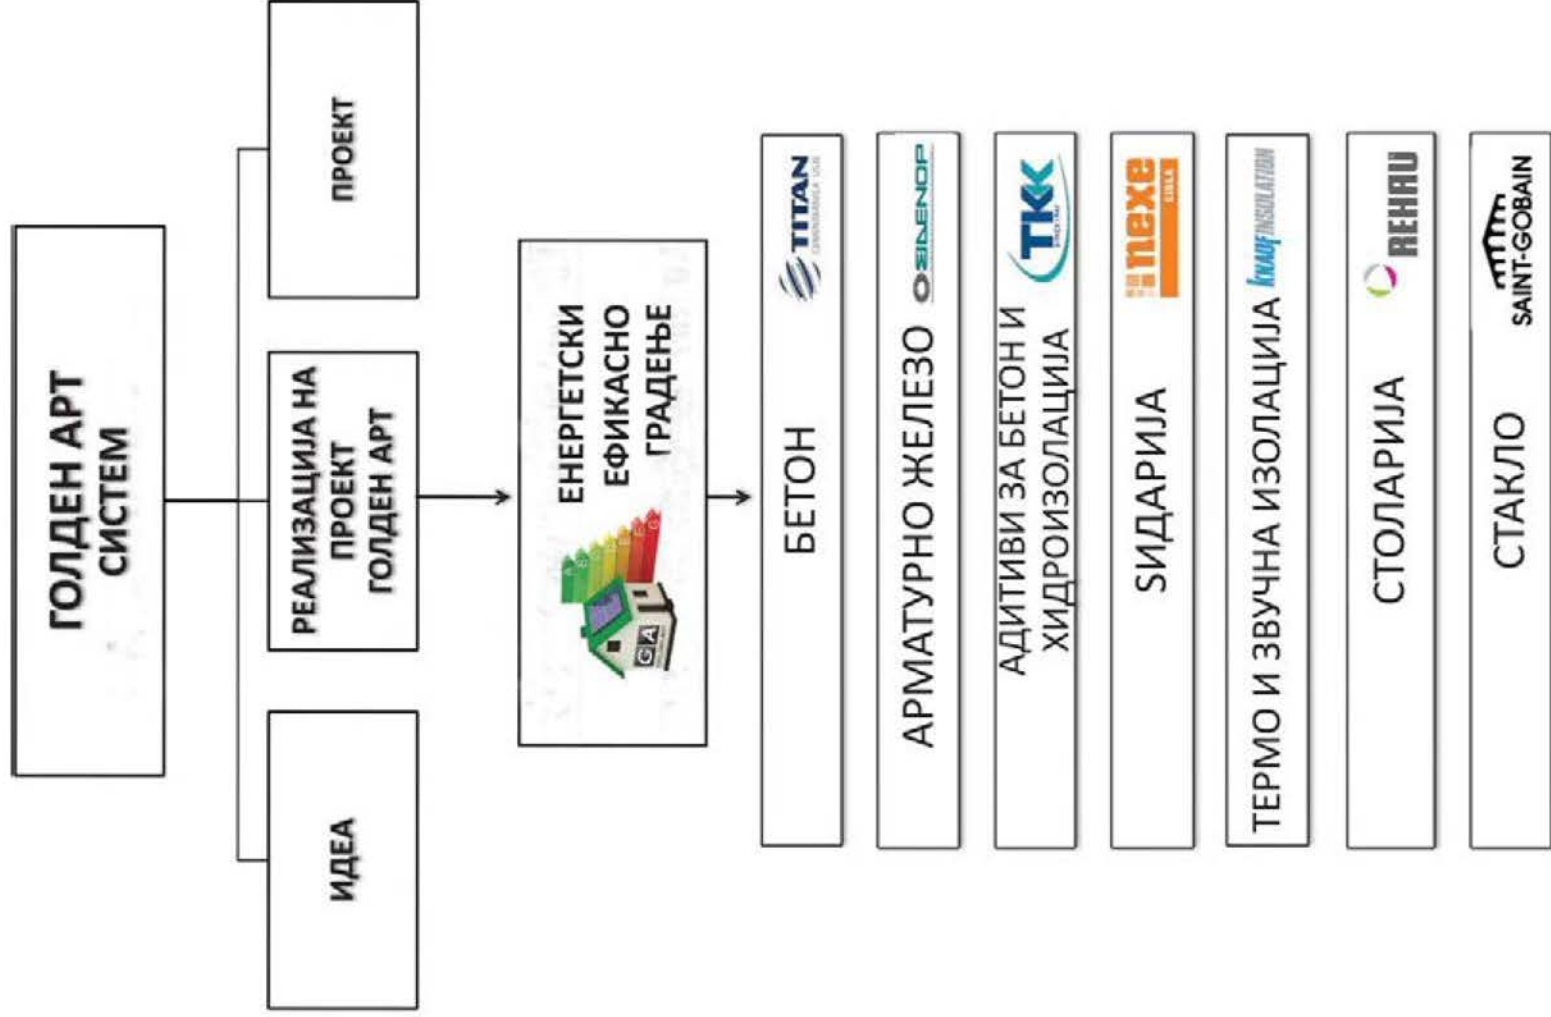 ГОЛДЕН АРТ
СИСТЕМ
ИДЕА
РЕАЛИЗАЦИЈА НА
ПРОЕКТ
ГОЛДЕН АРТ
ПРОЕКТ
ЕНЕРГЕТСКИ
ЕФИКАСНО
ГРАДЕЊЕ
GA
БЕТОН
TITAN
АРМАТУРНО ЖЕЛЕЗО
SIDENOR
АДИТИВИ ЗА БЕТОН И
ХИДРОИЗОЛАЦИЈА
TKK
ЅИДАРИЈА
nexe
ТЕРМО И ЗВУЧНА ИЗОЛАЦИЈА
KNAUF INSULATION
СТОЛАРИЈА
REHAU
СТАКЛО
SAINT-GOBAIN